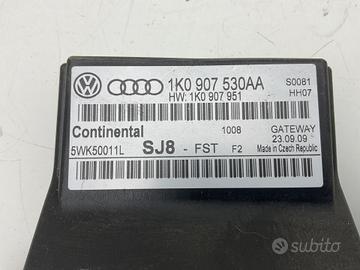 1K0 907 530AA
HW: 1K0 907 951
S0081
HH07
Continental
1008
GATEWAY
23.09.09
5WK50011L
SJ8 - FST F2
Made in Czech Republic
subito